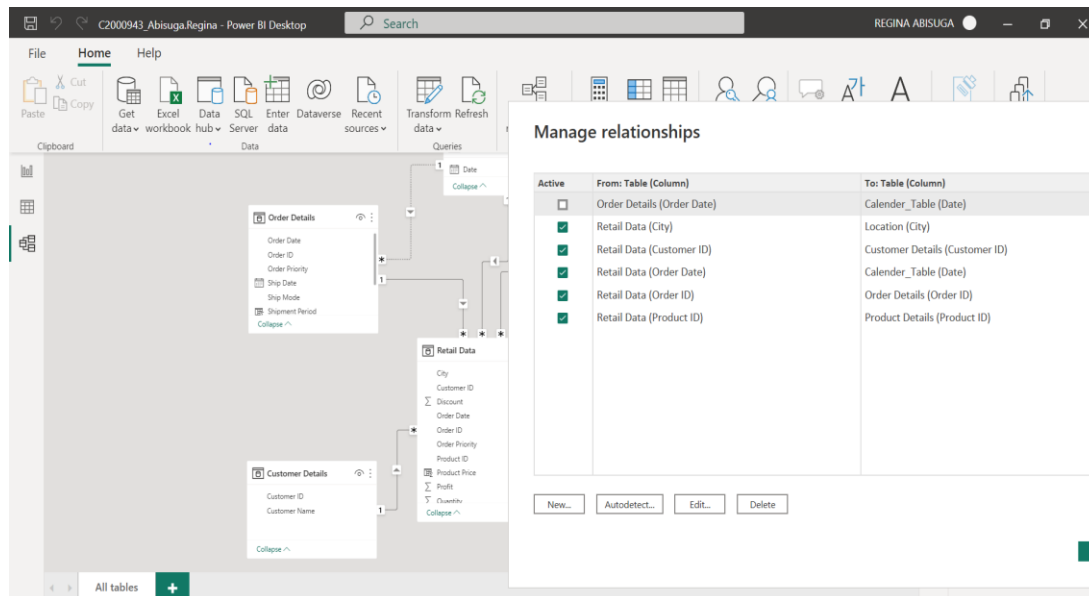 C2000943_Abisuga.Regina - Power BI Desktop
Search
REGINA ABISUGA
File Home Help
Paste
Cut
Copy
Get data
Excel workbook
Data hub
SQL Server
Enter data
Dataverse
Recent sources
Transform data
Refresh
Clipboard
Data
Queries
1
Date
Collapse
Order Details
Order Date
Order ID
Order Priority
Ship Date
Ship Mode
Shipment Period
Collapse
*
1
* * *
Retail Data
City
Customer ID
Σ Discount
Order Date
Order ID
Order Priority
Product ID
Product Price
Σ Profit
Σ Quantity
Collapse
*
Customer Details
Customer ID
Customer Name
1
Collapse
All tables
+
Manage relationships
Active From: Table (Column) To: Table (Column)
Order Details (Order Date) Calender_Table (Date)
Retail Data (City) Location (City)
Retail Data (Customer ID) Customer Details (Customer ID)
Retail Data (Order Date) Calender_Table (Date)
Retail Data (Order ID) Order Details (Order ID)
Retail Data (Product ID) Product Details (Product ID)
New... Autodetect... Edit... Delete